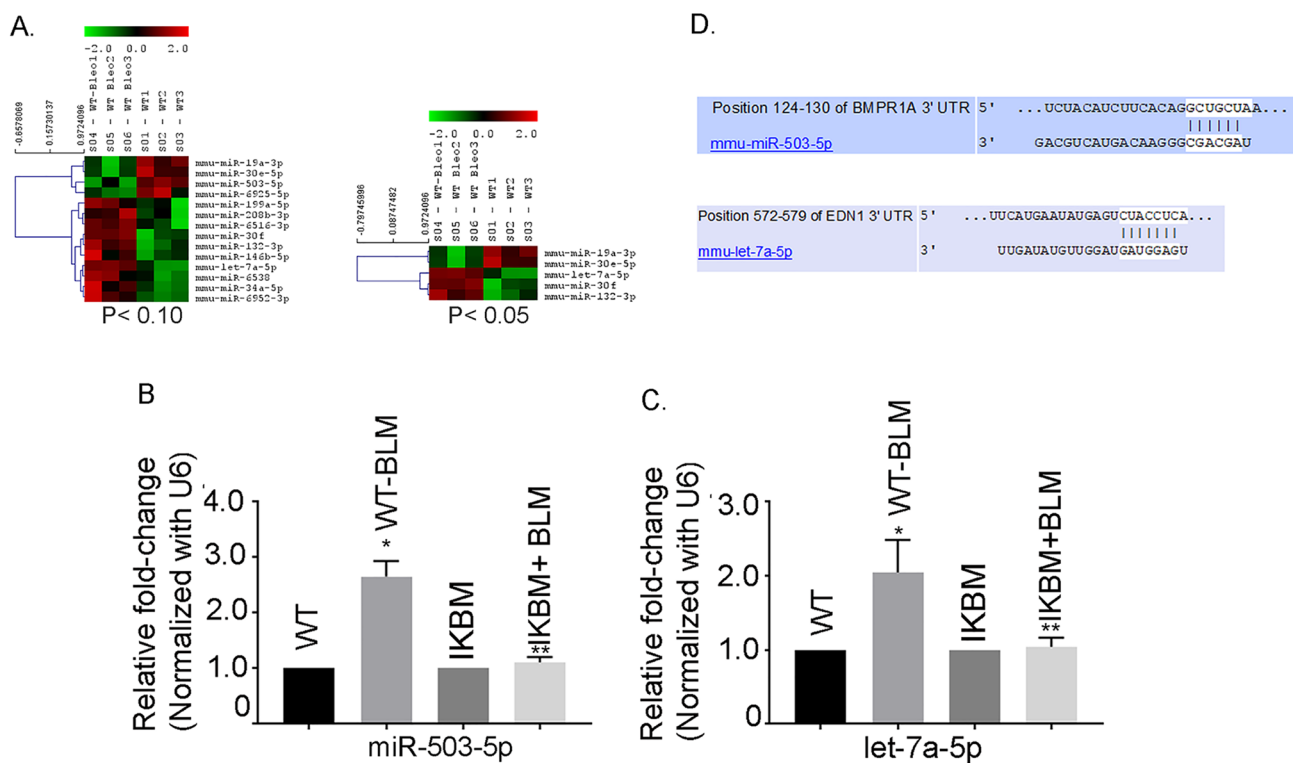 A.
-2.0 0.0 2.0
-0.6578069
0.15730137
0.9724096
S04 - WT-Bleo1
S05 - WT Bleo2
S06 - WT Bleo3
S01 - WT1
S02 - WT2
S03 - WT3
mmu-miR-19a-3p
mmu-miR-30e-5p
mmu-miR-503-5p
mmu-miR-6925-5p
mmu-miR-199a-5p
mmu-miR-208b-3p
mmu-miR-6516-3p
mmu-miR-30f
mmu-miR-132-3p
mmu-miR-146b-5p
mmu-let-7a-5p
mmu-miR-6538
mmu-miR-34a-5p
mmu-miR-6952-3p
P< 0.10
-2.0 0.0 2.0
-0.79745996
0.08747482
0.9724096
S04 - WT-Bleo1
S05 - WT Bleo2
S06 - WT Bleo3
S01 - WT1
S02 - WT2
S03 - WT3
mmu-miR-19a-3p
mmu-miR-30e-5p
mmu-let-7a-5p
mmu-miR-30f
mmu-miR-132-3p
P< 0.05
D.
Position 124-130 of BMPR1A 3' UTR 5' ...UCUACAUCUUCACAGGCUGCUAA...
mmu-miR-503-5p 3' GACGUCAUGACAAGGGCGACGAU
Position 572-579 of EDN1 3' UTR 5' ...UUCAUGAAUAUGAGUCUACCUCA...
mmu-let-7a-5p 3' UUGAUAUGUUGGAUGAUGGAGU
B
Relative fold-change
(Normalized with U6)
4.0
3.0
2.0
1.0
0
WT
* WT-BLM
IKBM
**IKBM+ BLM
miR-503-5p
C.
Relative fold-change
(Normalized with U6)
3.0
2.0
1.0
0
WT
* WT-BLM
IKBM
**IKBM+BLM
let-7a-5p